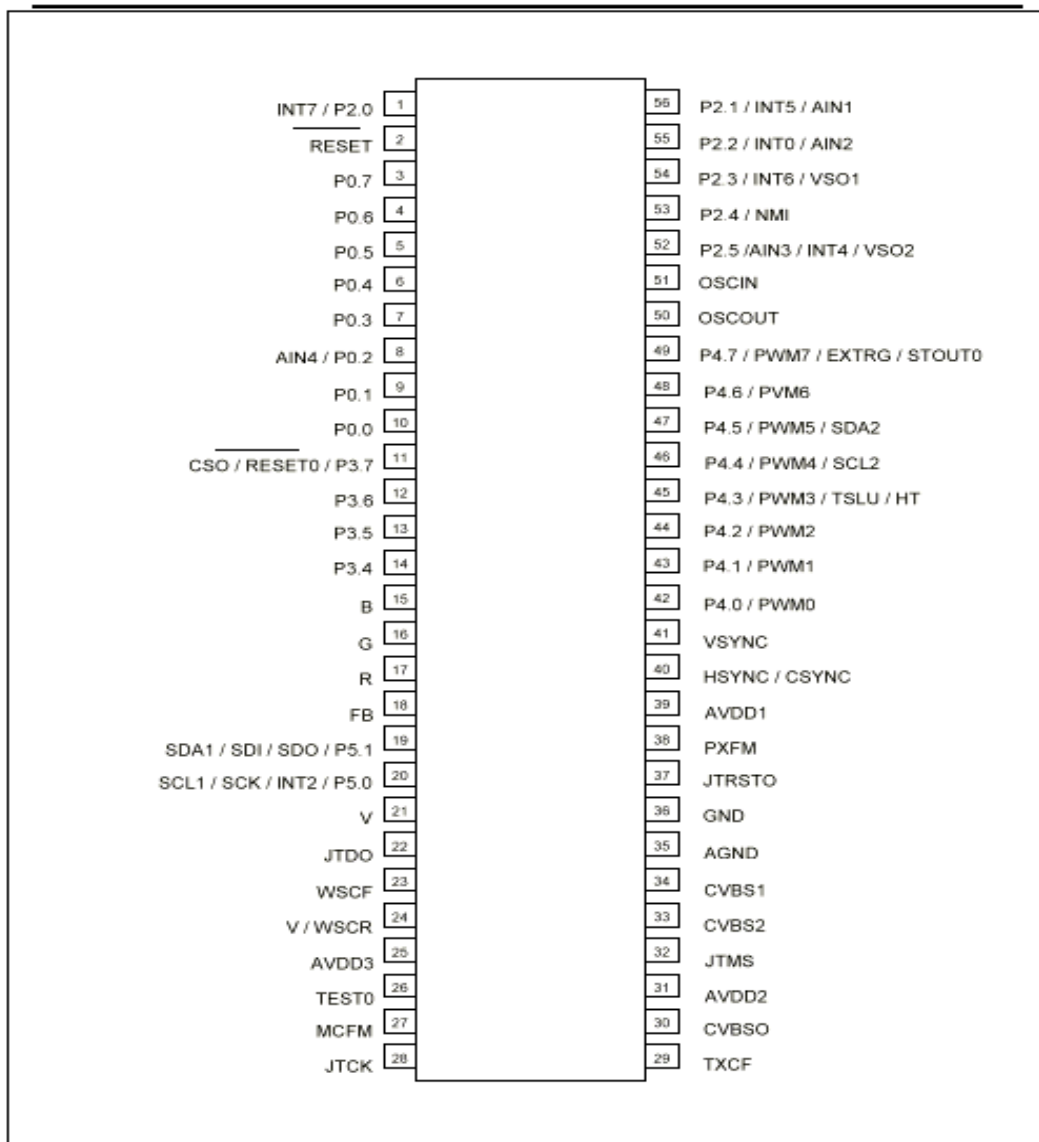 INT7 / P2.0 1
RESET 2
P0.7 3
P0.6 4
P0.5 5
P0.4 6
P0.3 7
AIN4 / P0.2 8
P0.1 9
P0.0 10
CSO / RESET0 / P3.7 11
P3.6 12
P3.5 13
P3.4 14
B 15
G 16
R 17
FB 18
SDA1 / SDI / SDO / P5.1 19
SCL1 / SCK / INT2 / P5.0 20
V 21
JTDO 22
WSCF 23
V / WSCR 24
AVDD3 25
TEST0 26
MCFM 27
JTCK 28
56 P2.1 / INT5 / AIN1
55 P2.2 / INT0 / AIN2
54 P2.3 / INT6 / VSO1
53 P2.4 / NMI
52 P2.5 /AIN3 / INT4 / VSO2
51 OSCIN
50 OSCOUT
49 P4.7 / PWM7 / EXTRG / STOUT0
48 P4.6 / PVM6
47 P4.5 / PWM5 / SDA2
46 P4.4 / PWM4 / SCL2
45 P4.3 / PWM3 / TSLU / HT
44 P4.2 / PWM2
43 P4.1 / PWM1
42 P4.0 / PWM0
41 VSYNC
40 HSYNC / CSYNC
39 AVDD1
38 PXFM
37 JTRSTO
36 GND
35 AGND
34 CVBS1
33 CVBS2
32 JTMS
31 AVDD2
30 CVBSO
29 TXCF